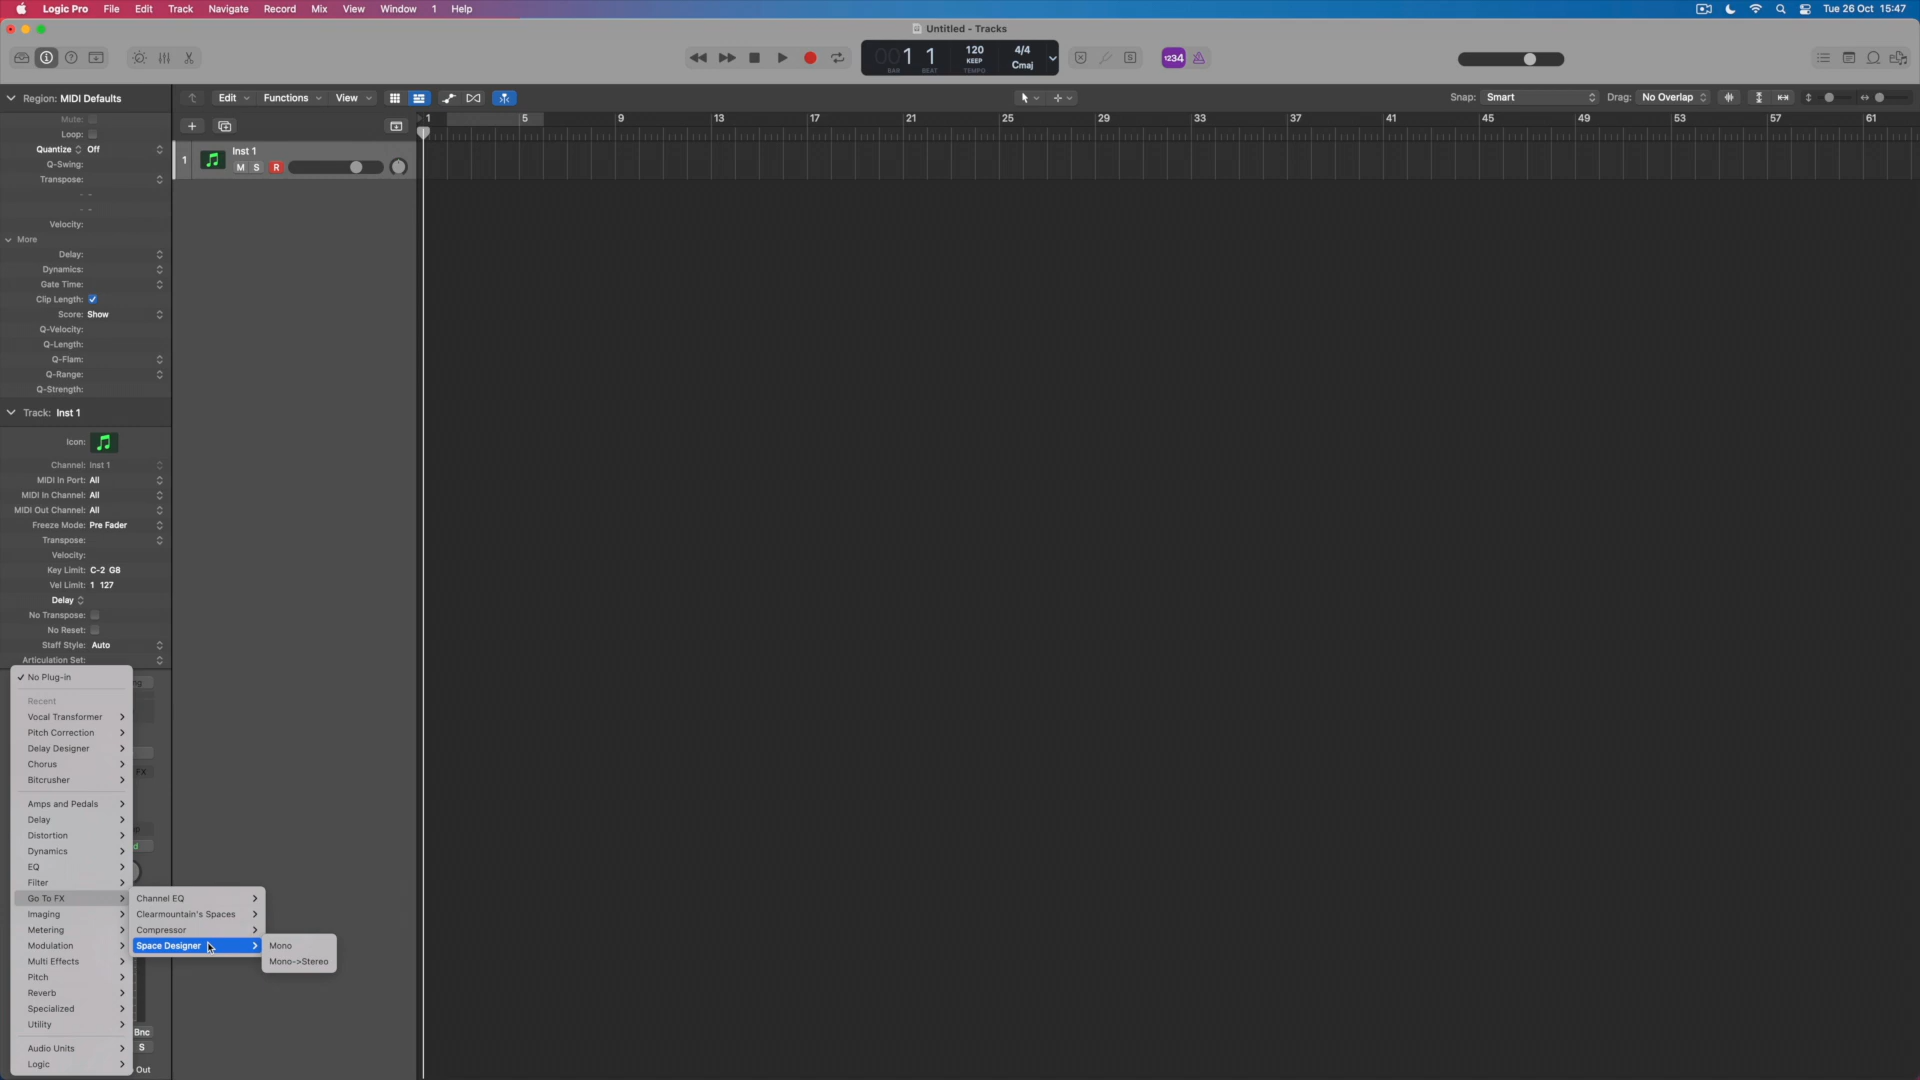 Logic Pro File Edit Track Navigate Record Mix View Window 1 Help Tue 26 Oct 15:47
Untitled - Tracks
001 1 120 4/4
KEEP Cmaj
BAR BEAT TEMPO
1234
S
Region: MIDI Defaults
Edit Functions View Snap: Smart Drag: No Overlap
1 5 9 13 17 21 25 29 33 37 41 45 49 53 57 61
Mute:
Loop:
Quantize Off
Q-Swing:
Transpose:
- -
- -
Velocity:
More
Delay:
Dynamics:
Gate Time:
Clip Length:
Score: Show
Q-Velocity:
Q-Length:
Q-Flam:
Q-Range:
Q-Strength:
1 Inst 1
M S R
Track: Inst 1
Icon:
Channel: Inst 1
MIDI In Port: All
MIDI In Channel: All
MIDI Out Channel: All
Freeze Mode: Pre Fader
Transpose:
Velocity:
Key Limit: C-2 G8
Vel Limit: 1 127
Delay
No Transpose:
No Reset:
Staff Style: Auto
Articulation Set:
No Plug-in
Recent
Vocal Transformer
Pitch Correction
Delay Designer
Chorus
Bitcrusher
FX
Amps and Pedals
Delay
Distortion
Dynamics
EQ
Filter
Go To FX
Imaging
Metering
Modulation
Multi Effects
Pitch
Reverb
Specialized
Utility
Audio Units
Logic
Channel EQ
Clearmountain's Spaces
Compressor
Space Designer
Mono
Mono->Stereo
Bnc
S
Out